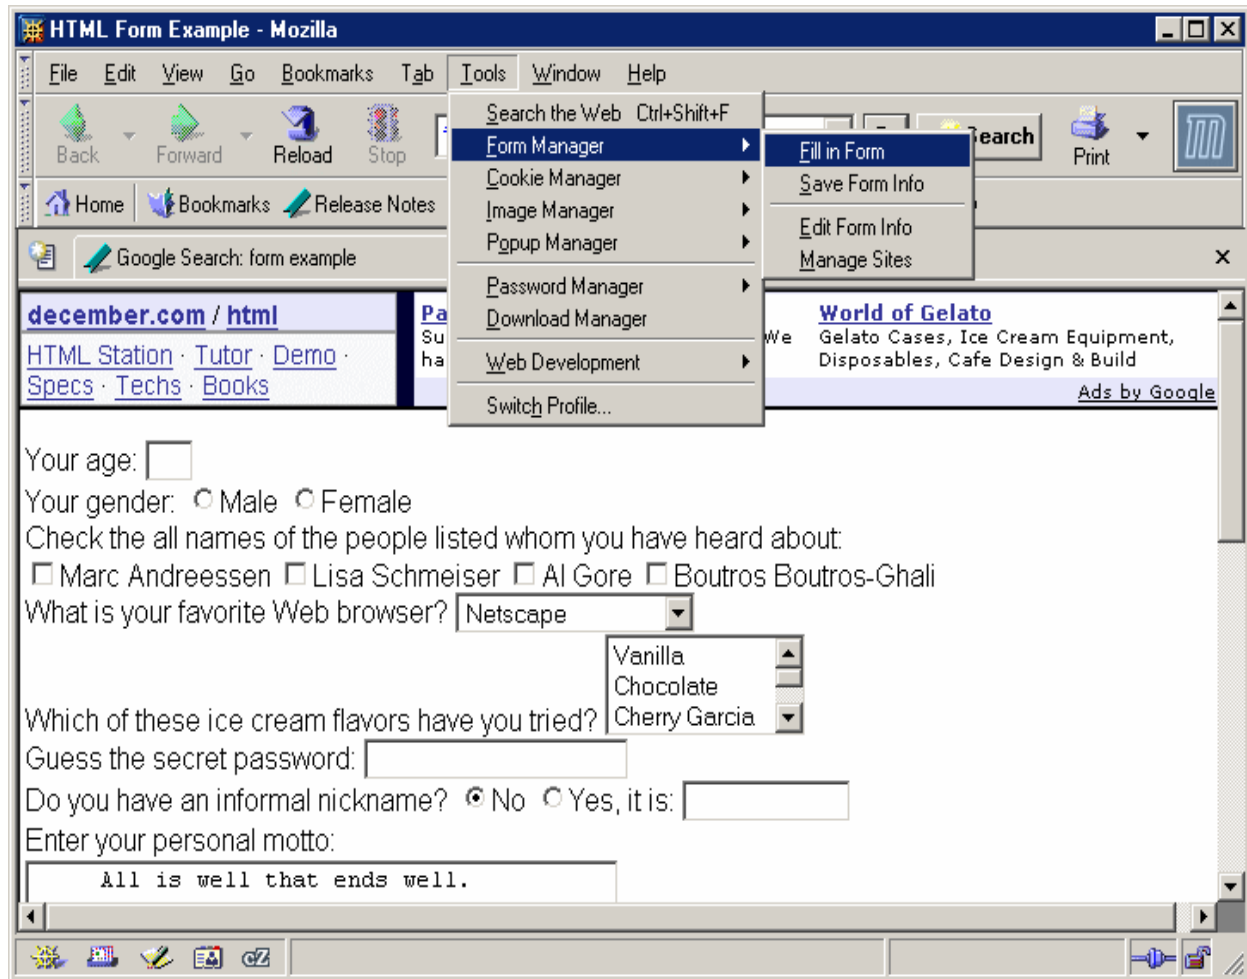 HTML Form Example - Mozilla
File Edit View Go Bookmarks Tab Tools Window Help
Search the Web Ctrl+Shift+F
Form Manager
Cookie Manager
Image Manager
Popup Manager
Password Manager
Download Manager
Web Development
Switch Profile...
Fill in Form
Save Form Info
Edit Form Info
Manage Sites
Back Forward Reload Stop Search Print
Home Bookmarks Release Notes
Google Search: form example
december.com / html
HTML Station · Tutor · Demo ·
Specs · Techs · Books
World of Gelato
We Gelato Cases, Ice Cream Equipment,
Disposables, Cafe Design & Build
Ads by Google
Your age:
Your gender: Male Female
Check the all names of the people listed whom you have heard about:
Marc Andreessen Lisa Schmeiser Al Gore Boutros Boutros-Ghali
What is your favorite Web browser? Netscape
Vanilla
Chocolate
Which of these ice cream flavors have you tried? Cherry Garcia
Guess the secret password:
Do you have an informal nickname? No Yes, it is:
Enter your personal motto:
All is well that ends well.